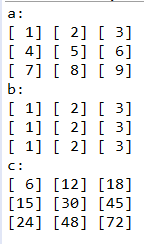 a:
[ 1] [ 2] [ 3]
[ 4] [ 5] [ 6]
[ 7] [ 8] [ 9]
b:
[ 1] [ 2] [ 3]
[ 1] [ 2] [ 3]
[ 1] [ 2] [ 3]
c:
[ 6] [12] [18]
[15] [30] [45]
[24] [48] [72]